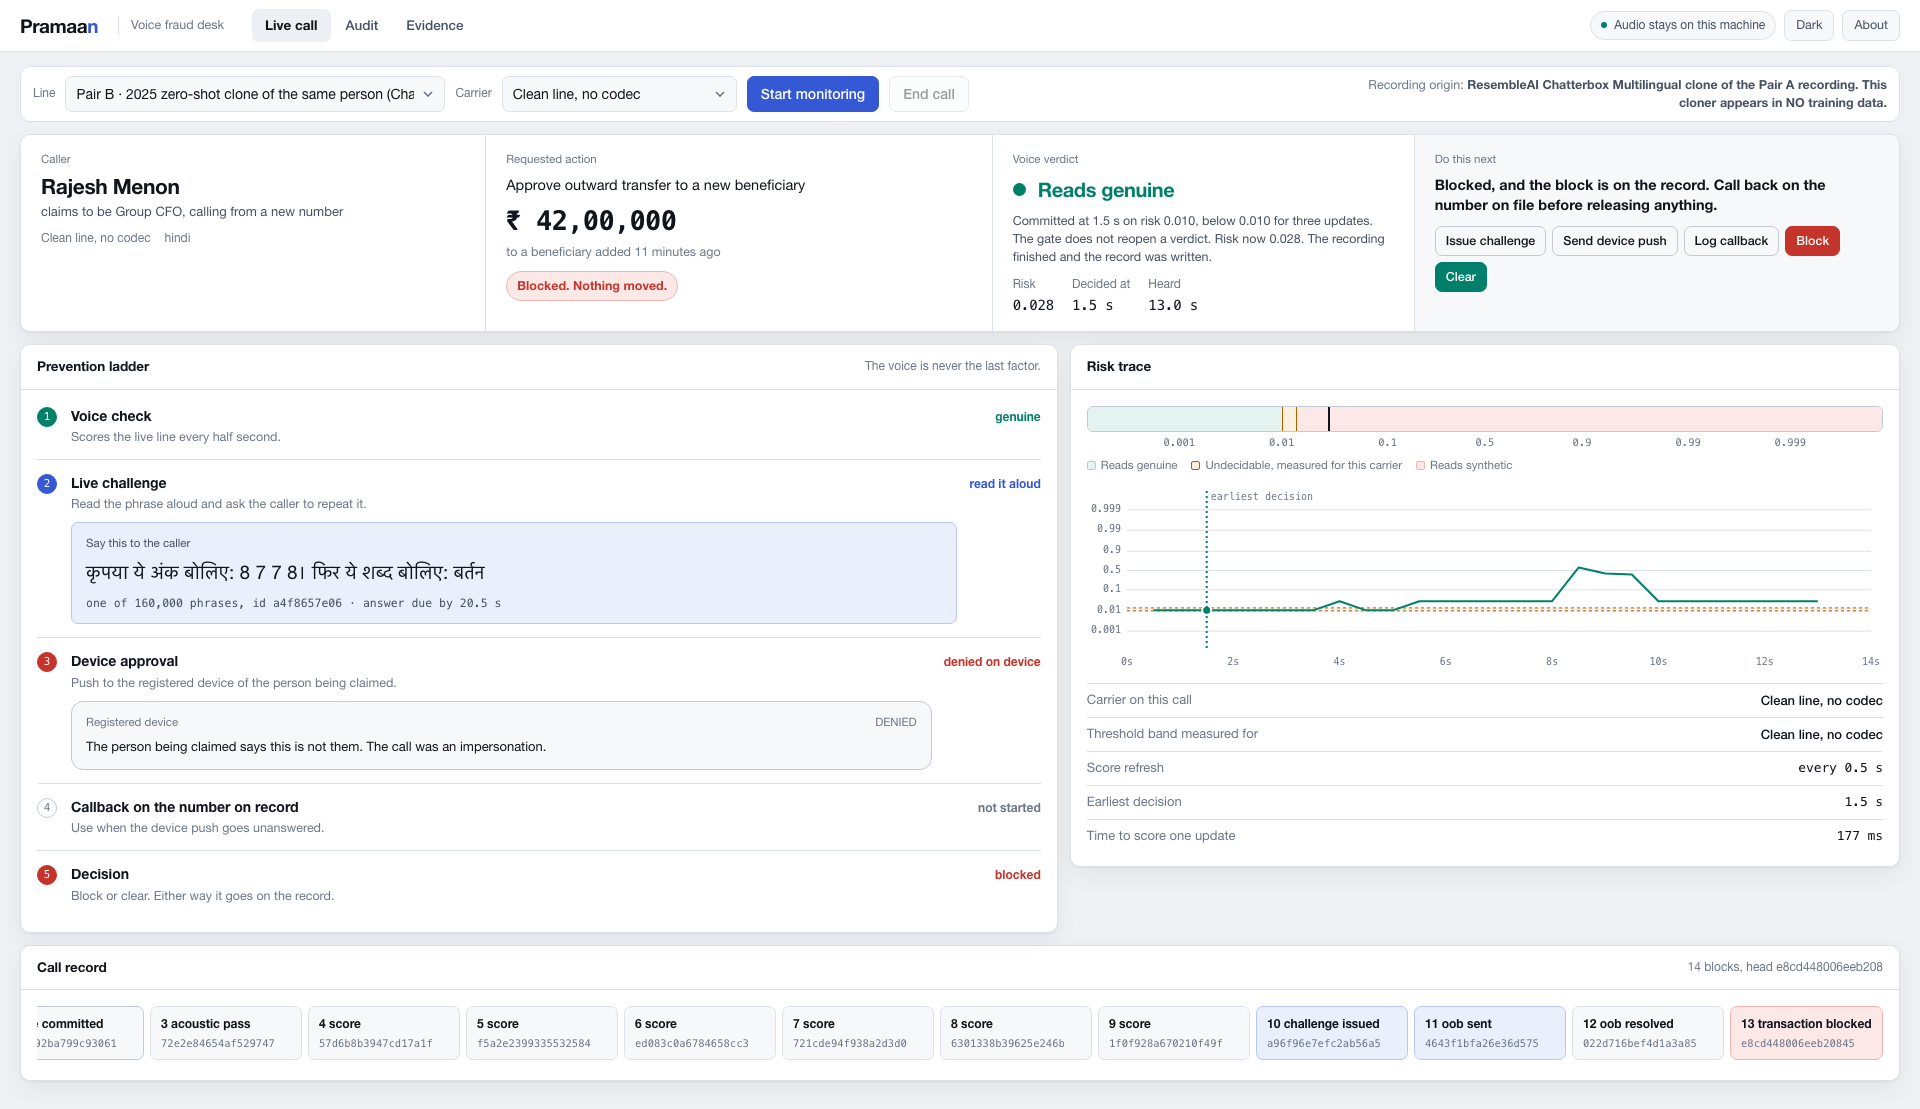 Pramaan
Voice fraud desk
Live call
Audit
Evidence
Audio stays on this machine
Dark
About
Line
Pair B · 2025 zero-shot clone of the same person (Cha
Carrier
Clean line, no codec
Start monitoring
End call
Recording origin: ResembleAI Chatterbox Multilingual clone of the Pair A recording. This
cloner appears in NO training data.
Caller
Rajesh Menon
claims to be Group CFO, calling from a new number
Clean line, no codec hindi
Requested action
Approve outward transfer to a new beneficiary
₹ 42,00,000
to a beneficiary added 11 minutes ago
Blocked. Nothing moved.
Voice verdict
Reads genuine
Committed at 1.5 s on risk 0.010, below 0.010 for three updates.
The gate does not reopen a verdict. Risk now 0.028. The recording
finished and the record was written.
Risk Decided at Heard
0.028 1.5 s 13.0 s
Do this next
Blocked, and the block is on the record. Call back on the
number on file before releasing anything.
Issue challenge
Send device push
Log callback
Block
Clear
Prevention ladder
The voice is never the last factor.
1 Voice check genuine
Scores the live line every half second.
2 Live challenge read it aloud
Read the phrase aloud and ask the caller to repeat it.
Say this to the caller
कृपया ये अंक बोलिए: 8 7 7 8। फिर ये शब्द बोलिए: बर्तन
one of 160,000 phrases, id a4f8657e06 · answer due by 20.5 s
3 Device approval denied on device
Push to the registered device of the person being claimed.
Registered device DENIED
The person being claimed says this is not them. The call was an impersonation.
4 Callback on the number on record not started
Use when the device push goes unanswered.
5 Decision blocked
Block or clear. Either way it goes on the record.
Risk trace
0.001 0.01 0.1 0.5 0.9 0.99 0.999
Reads genuine Undecidable, measured for this carrier Reads synthetic
earliest decision
0.999
0.99
0.9
0.5
0.1
0.01
0.001
0s 2s 4s 6s 8s 10s 12s 14s
Carrier on this call Clean line, no codec
Threshold band measured for Clean line, no codec
Score refresh every 0.5 s
Earliest decision 1.5 s
Time to score one update 177 ms
Call record
14 blocks, head e8cd448006eeb208
committed
92ba799c93061
3 acoustic pass
72e2e84654af529747
4 score
57d6b8b3947cd17a1f
5 score
f5a2e2399335532584
6 score
ed083c0a6784658cc3
7 score
721cde94f938a2d3d0
8 score
6301338b39625e246b
9 score
1f0f928a670210f49f
10 challenge issued
a96f96e7efc2ab56a5
11 oob sent
4643f1bfa26e36d575
12 oob resolved
022d716bef4d1a3a85
13 transaction blocked
e8cd448006eeb20845